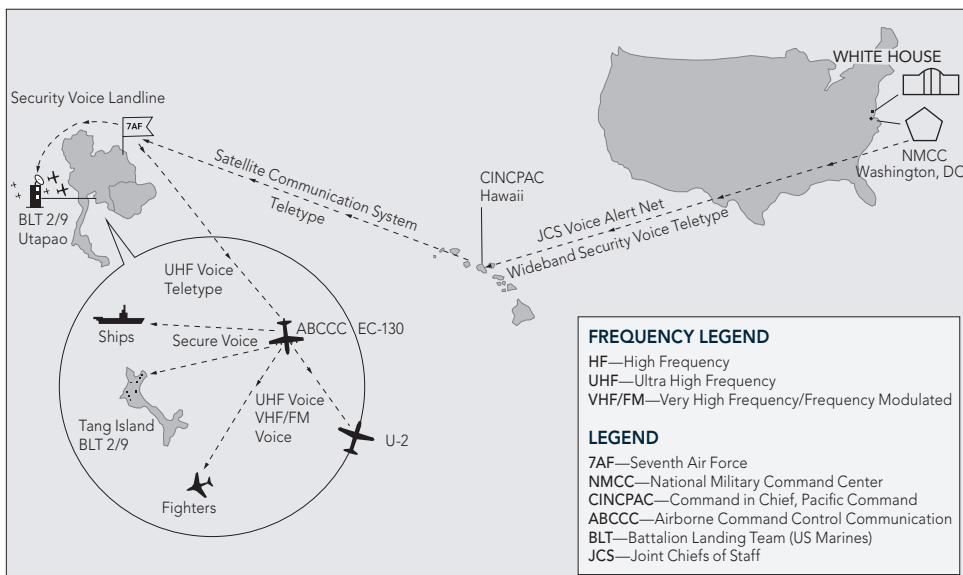 WHITE HOUSE
NMCC
Washington, DC
Security Voice Landline
7AF
BLT 2/9
Utapao
Satellite Communication System
Teletype
CINCPAC
Hawaii
JCS Voice Alert Net
Wideband Security Voice Teletype
UHF Voice
Teletype
Ships
Secure Voice
ABCCC EC-130
Tang Island
BLT 2/9
UHF Voice
VHF/FM
Voice
U-2
Fighters
FREQUENCY LEGEND
HF—High Frequency
UHF—Ultra High Frequency
VHF/FM—Very High Frequency/Frequency Modulated
LEGEND
7AF—Seventh Air Force
NMCC—National Military Command Center
CINCPAC—Command in Chief, Pacific Command
ABCCC—Airborne Command Control Communication
BLT—Battalion Landing Team (US Marines)
JCS—Joint Chiefs of Staff